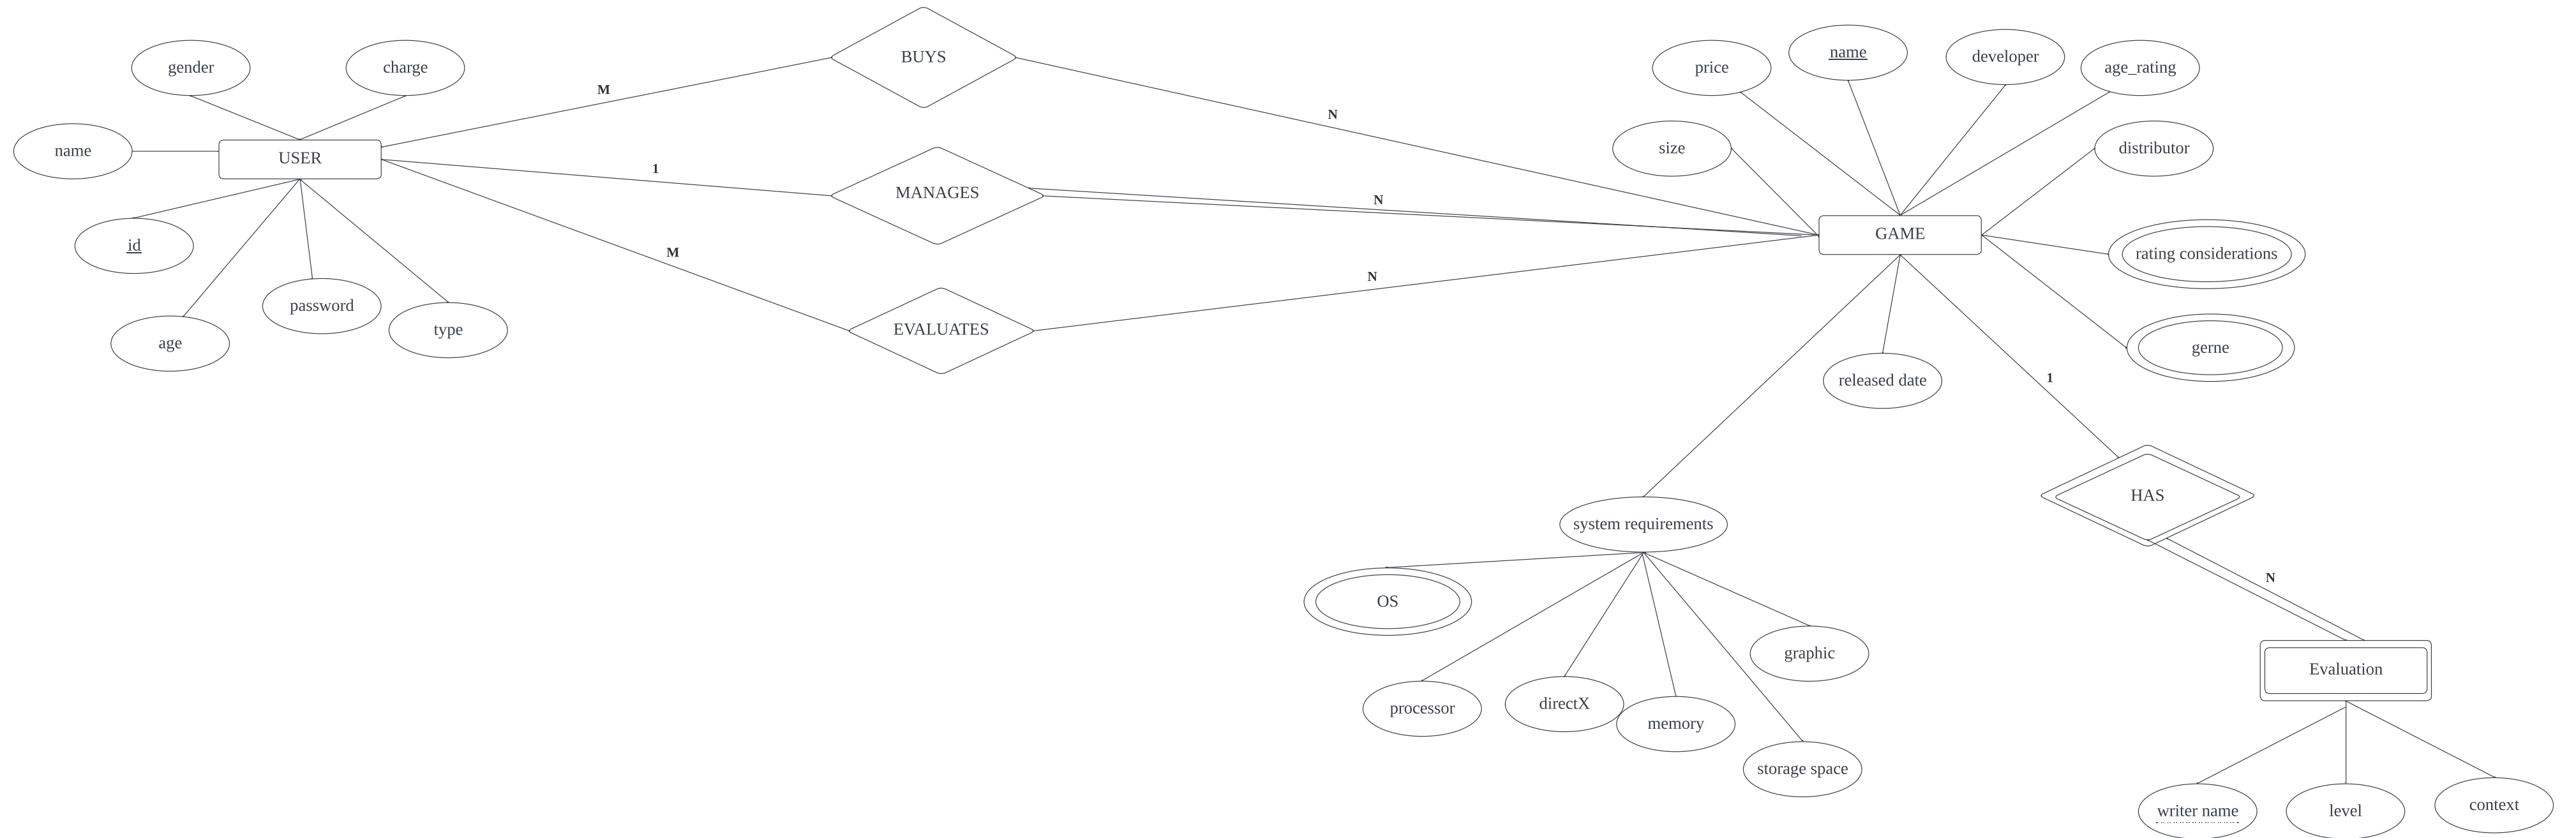 BUYS
name
developer
gender
charge
price
age_rating
M
N
name
USER
size
distributor
1
MANAGES
N
GAME
id
M
rating considerations
N
password
EVALUATES
type
age
gerne
released date
1
HAS
system requirements
N
OS
graphic
Evaluation
processor
directX
memory
storage space
writer name
level
context